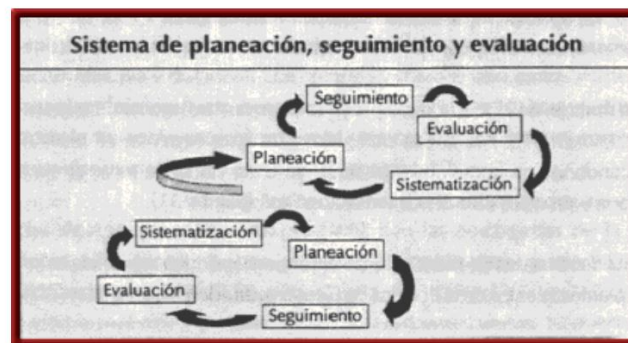 Sistema de planeación, seguimiento y evaluación
Seguimiento
Evaluación
Planeación
Sistematización
Sistematización
Planeación
Evaluación
Seguimiento